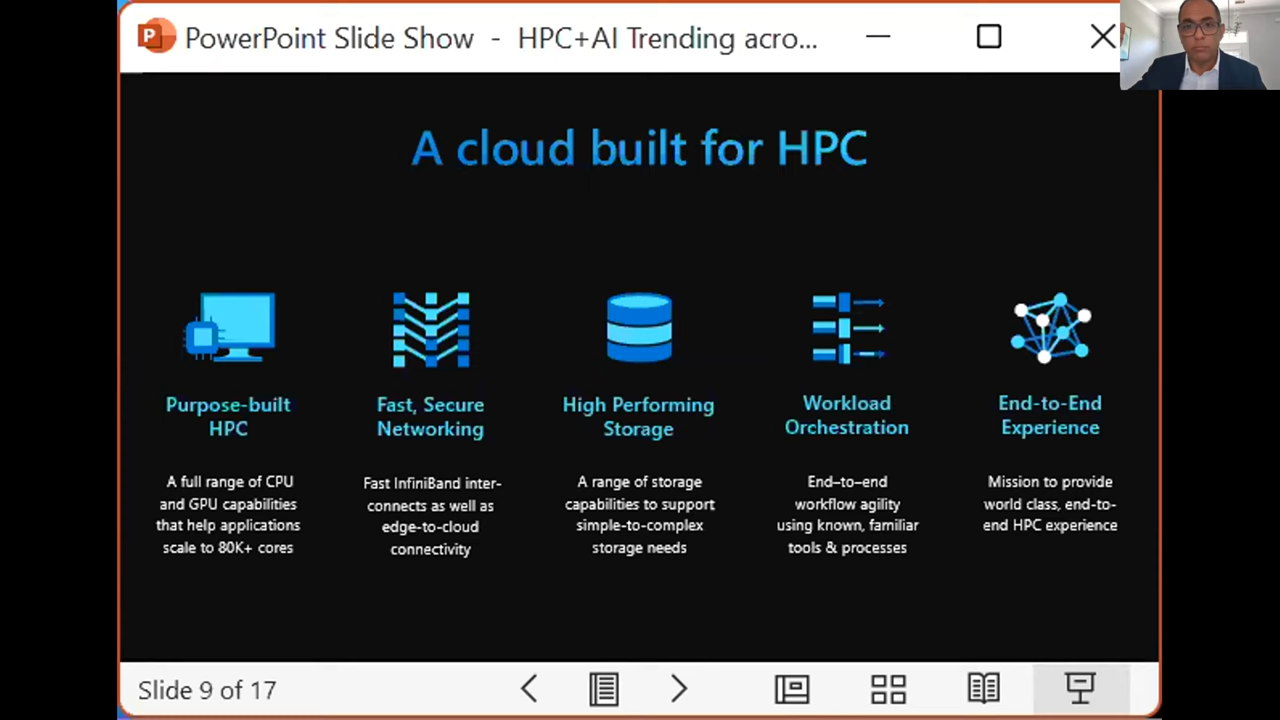 P
PowerPoint Slide Show - HPC+AI Trending acro...
A cloud built for HPC
Purpose-built
HPC
A full range of CPU
and GPU capabilities
that help applications
scale to 80K+ cores
Fast, Secure
Networking
Fast InfiniBand inter-
connects as well as
edge-to-cloud
connectivity
High Performing
Storage
A range of storage
capabilities to support
simple-to-complex
storage needs
Workload
Orchestration
End–to–end
workflow agility
using known, familiar
tools & processes
End-to-End
Experience
Mission to provide
world class, end-to-
end HPC experience
Slide 9 of 17